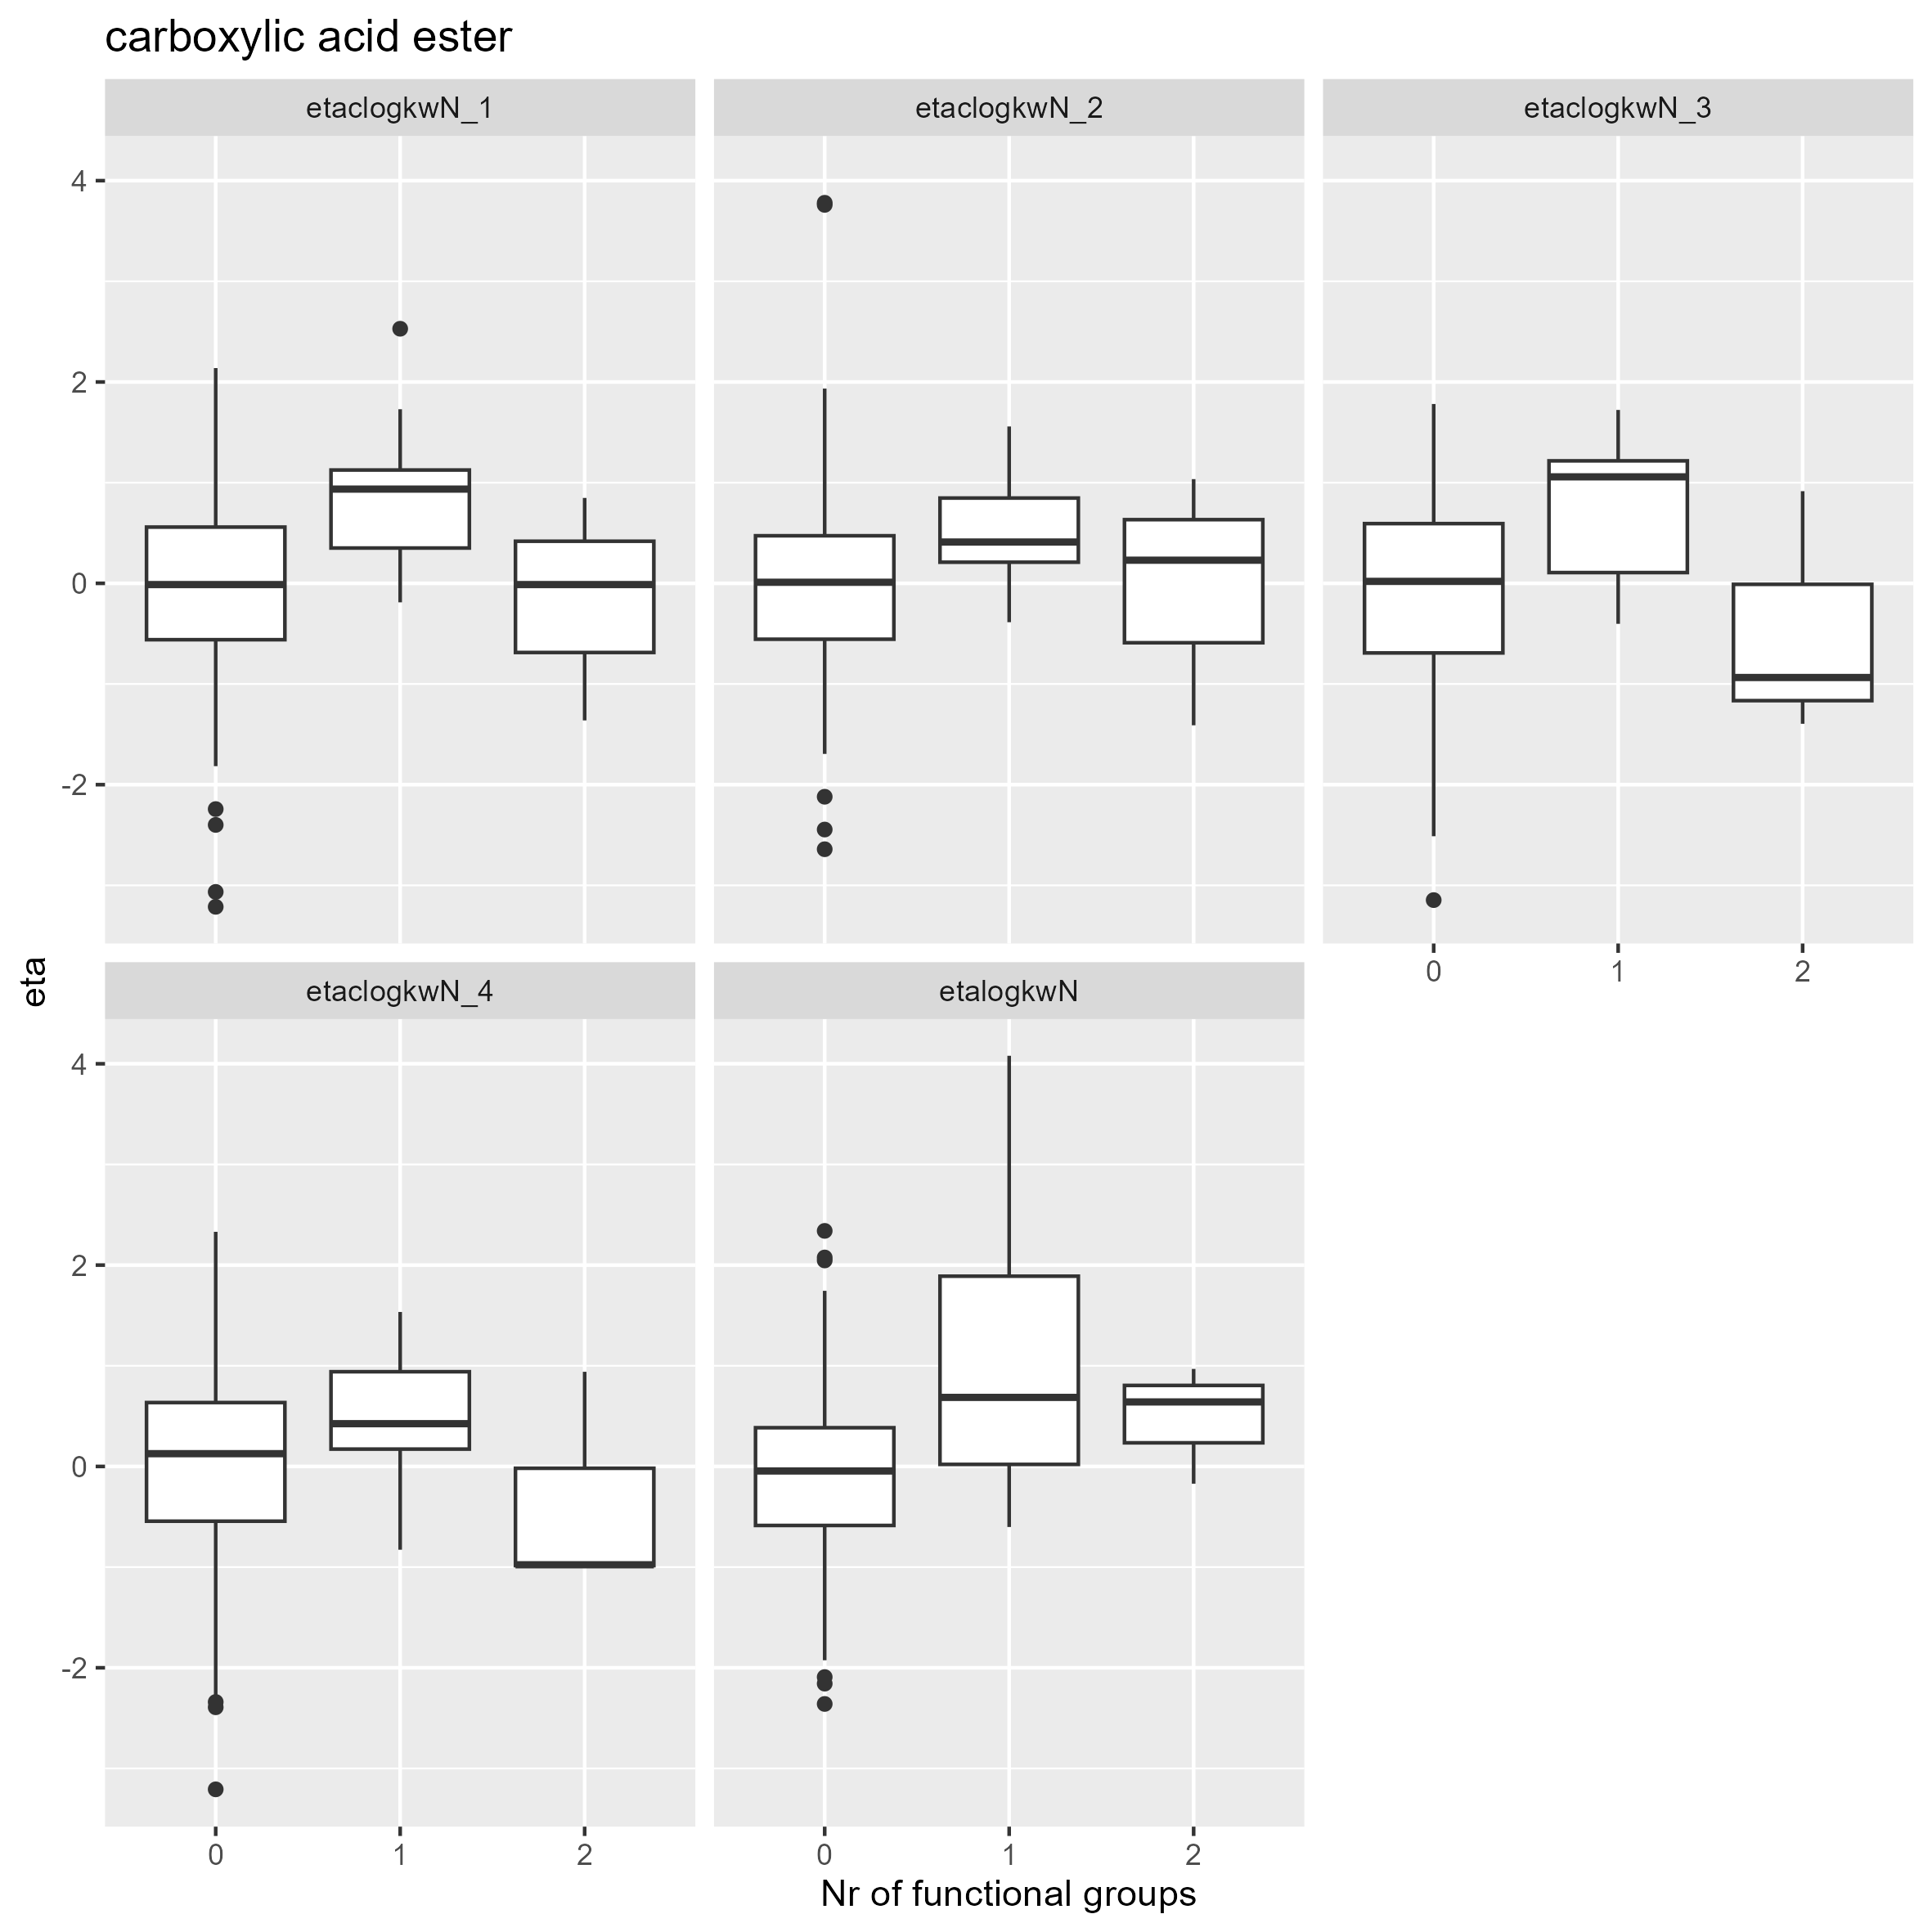 carboxylic acid ester
etaclogkwN_1
etaclogkwN_2
etaclogkwN_3
4
2
0
-2
0 1 2
eta
etaclogkwN_4
etalogkwN
4
2
0
-2
0 1 2
0 1 2
Nr of functional groups